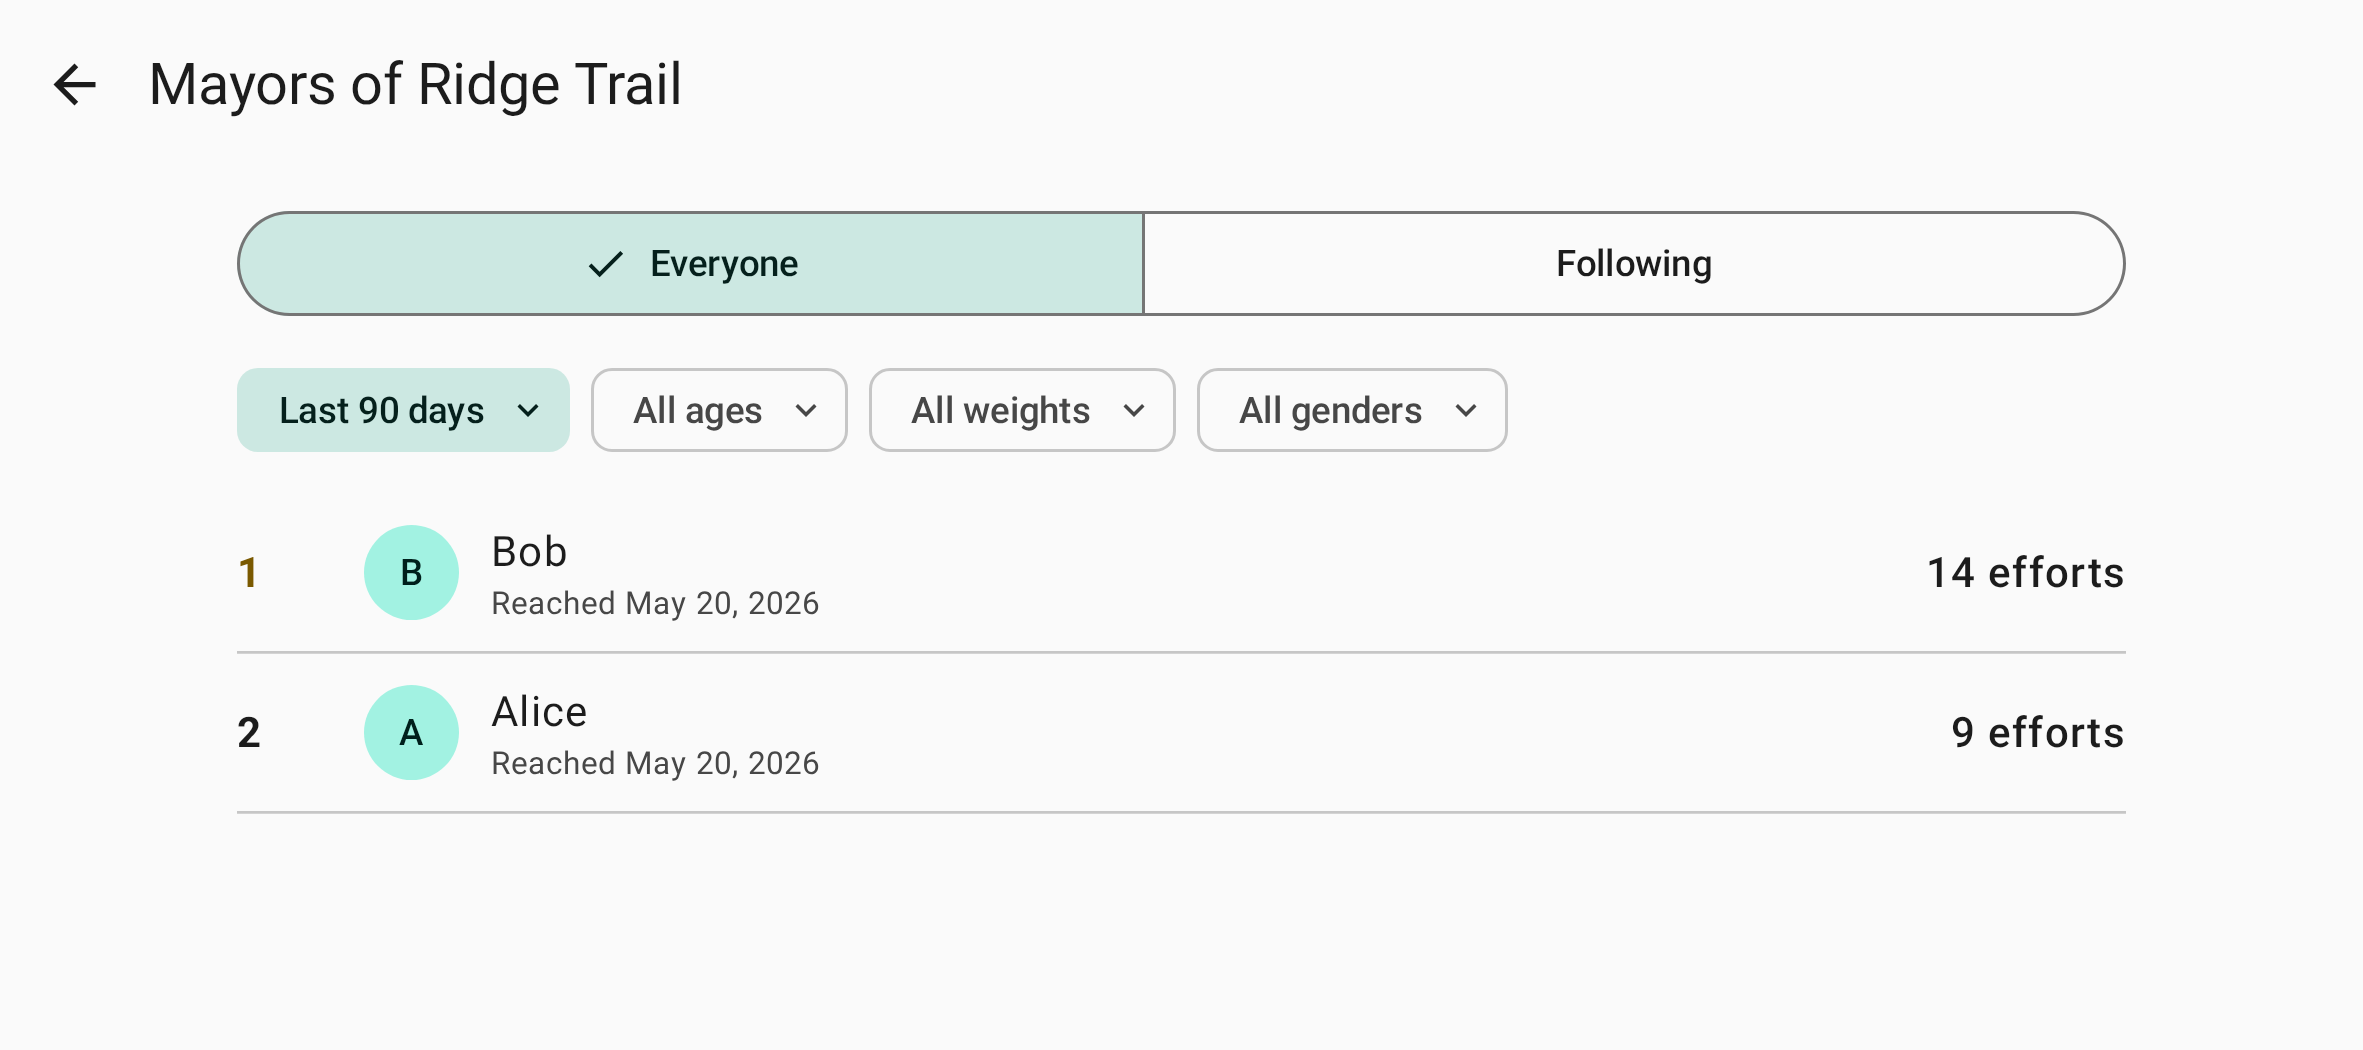 Mayors of Ridge Trail
Everyone
Following
Last 90 days
All ages
All weights
All genders
1
B
Bob
Reached May 20, 2026
14 efforts
2
A
Alice
Reached May 20, 2026
9 efforts